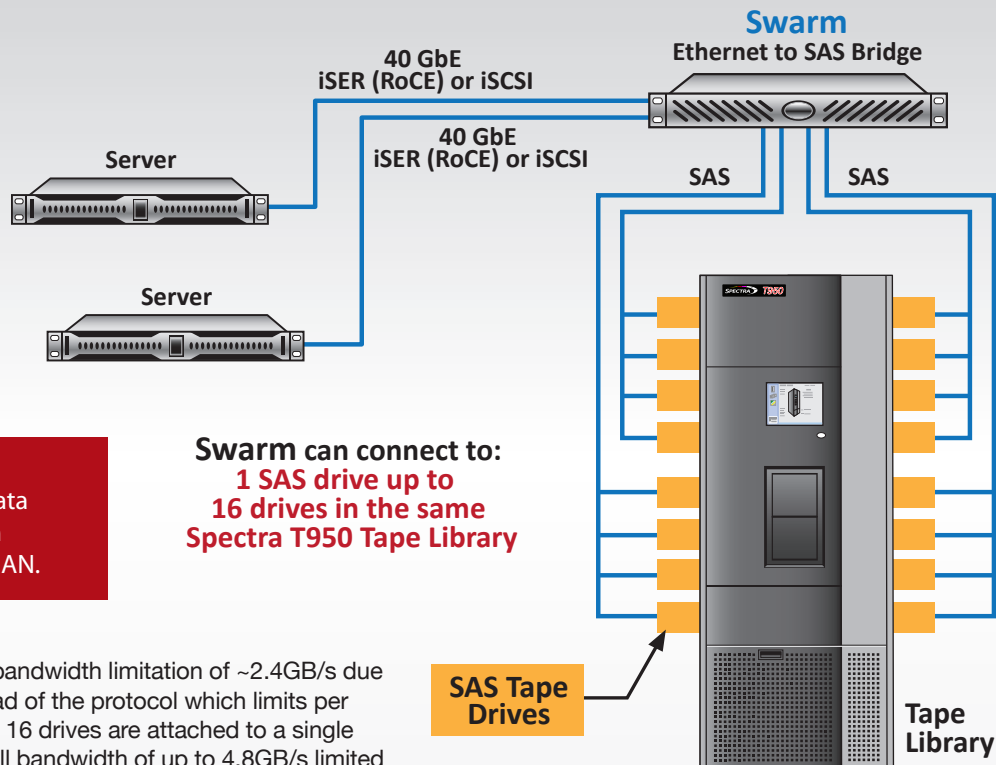 Swarm
Ethernet to SAS Bridge
40 GbE
iSER (RoCE) or iSCSI
40 GbE
iSER (RoCE) or iSCSI
Server
Server
SAS
SAS
SPECTRA T950
Swarm can connect to:
1 SAS drive up to
16 drives in the same
Spectra T950 Tape Library
ata
AN.
bandwidth limitation of ~2.4GB/s due
ad of the protocol which limits per
16 drives are attached to a single
ll bandwidth of up to 4.8GB/s limited
SAS Tape
Drives
Tape
Library